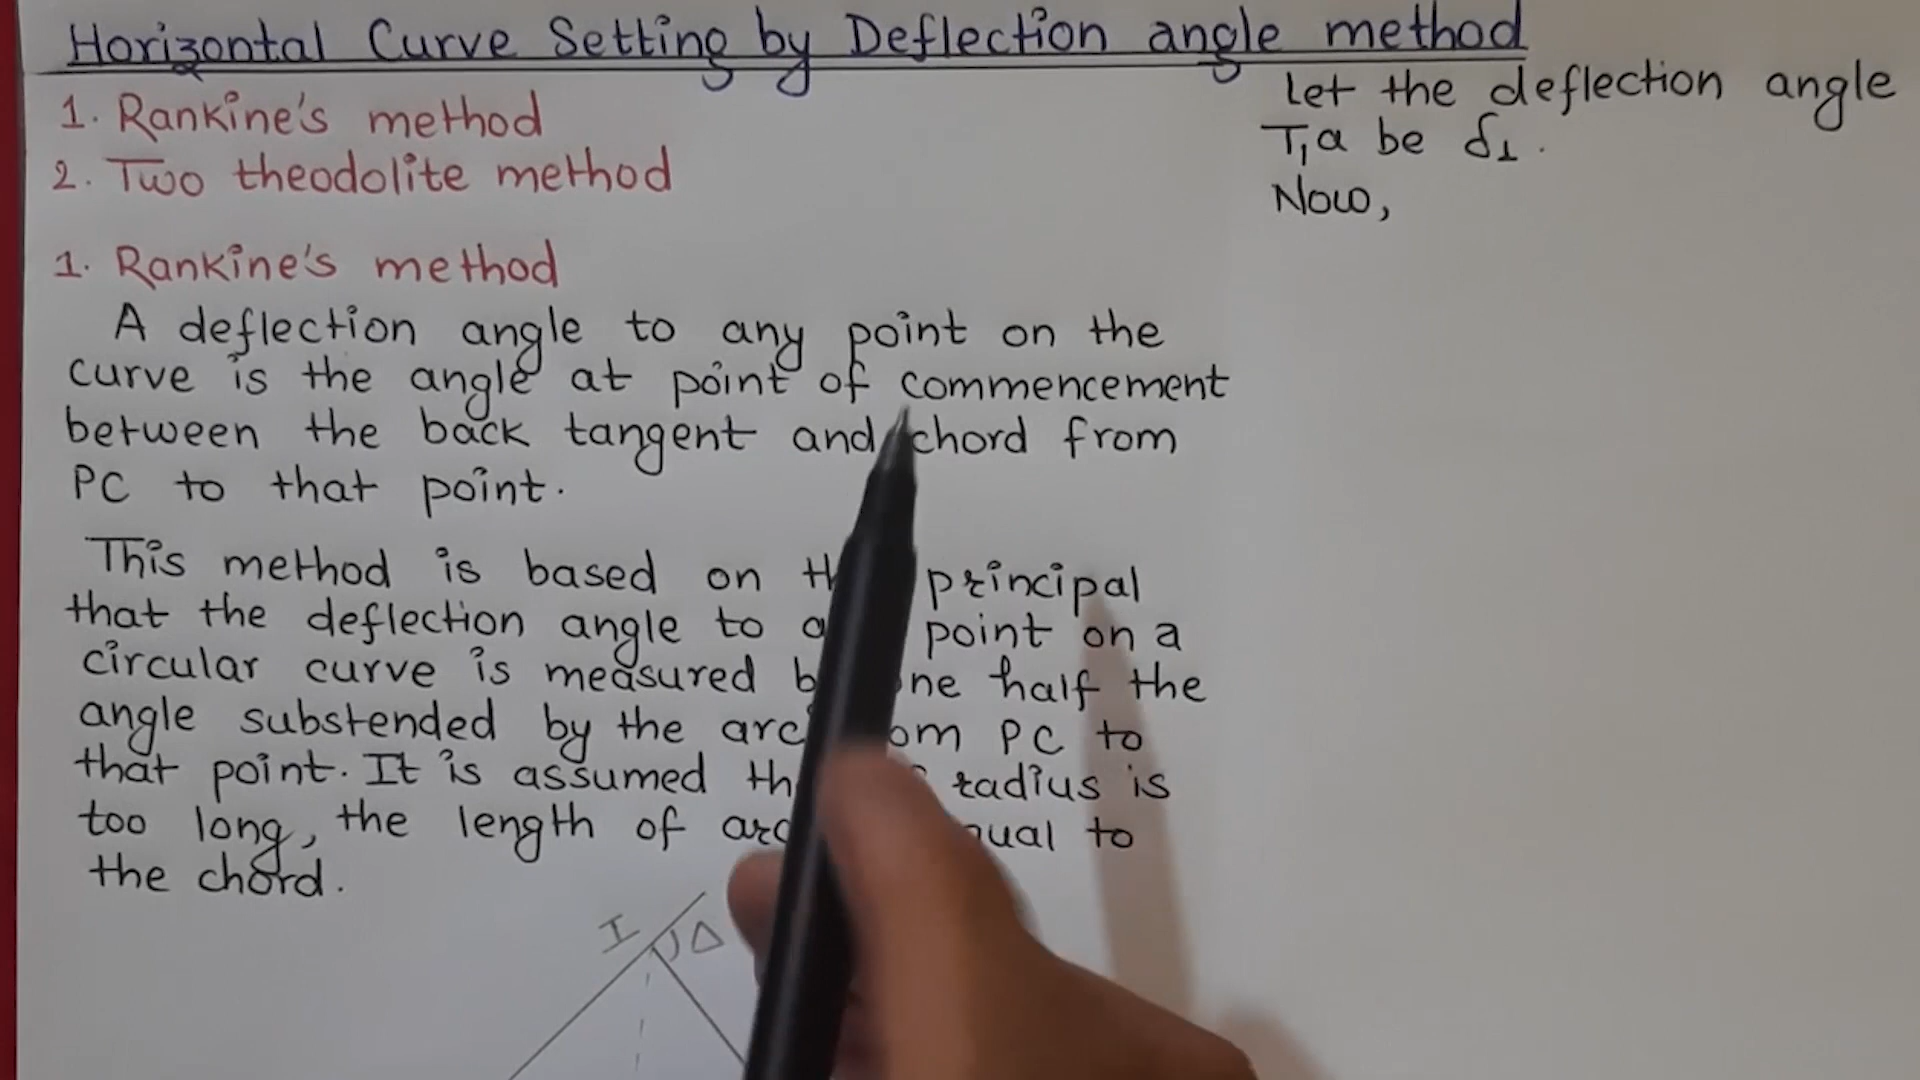 Horizontal Curve Setting by Deflection angle method
1. Rankine's method
2. Two theodolite method
1. Rankine's method
A deflection angle to any point on the
curve is the angle at point of commencement
between the back tangent and chord from
PC to that point.
This method is based on principal
that the deflection angle to point on a
circular curve is measured half the
angle substended by the arc PC to
that point. It is assumed radius is
too long, the length of arc to
the chord.
I Δ
Let the deflection angle
T₁a be δ₁.
Now,